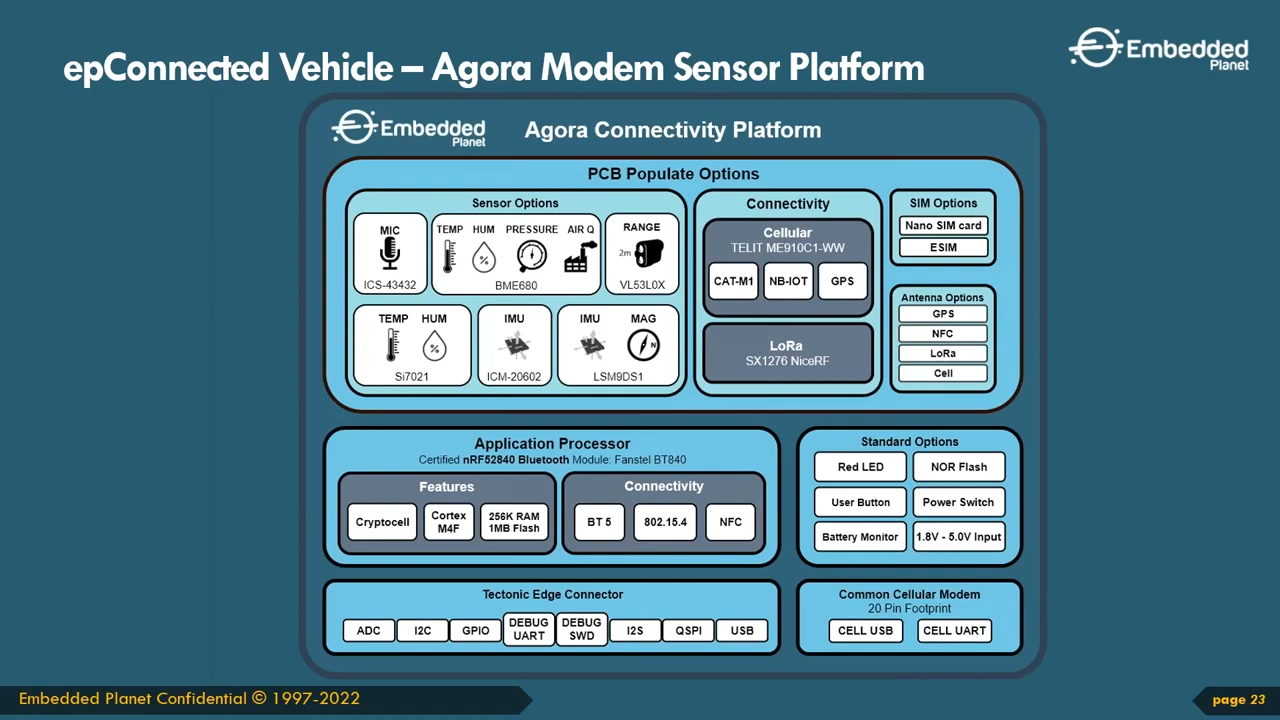 epConnected Vehicle – Agora Modem Sensor Platform
Embedded
Planet
Embedded
Planet
Agora Connectivity Platform
PCB Populate Options
Sensor Options
MIC
ICS-43432
TEMP HUM PRESSURE AIR Q
%
BME680
RANGE
2m
VL53L0X
TEMP HUM
%
Si7021
IMU
ICM-20602
IMU MAG
N
LSM9DS1
Connectivity
Cellular
TELIT ME910C1-WW
CAT-M1 NB-IOT GPS
LoRa
SX1276 NiceRF
SIM Options
Nano SIM card
ESIM
Antenna Options
GPS
NFC
LoRa
Cell
Application Processor
Certified nRF52840 Bluetooth Module: Fanstel BT840
Features
Cryptocell
Cortex
M4F
256K RAM
1MB Flash
Connectivity
BT 5 802.15.4 NFC
Standard Options
Red LED NOR Flash
User Button Power Switch
Battery Monitor 1.8V - 5.0V Input
Tectonic Edge Connector
ADC I2C GPIO
DEBUG
UART
DEBUG
SWD
I2S QSPI USB
Common Cellular Modem
20 Pin Footprint
CELL USB CELL UART
Embedded Planet Confidential © 1997-2022
page 23